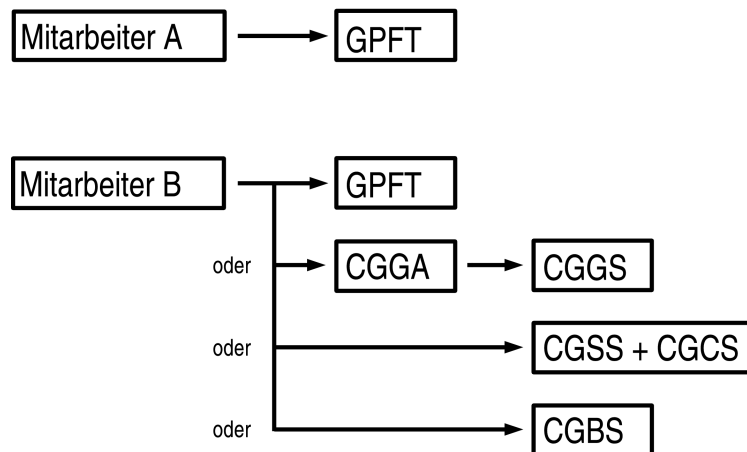 Mitarbeiter A GPFT
Mitarbeiter B GPFT
oder CGGA CGGS
oder CGSS + CGCS
oder CGBS